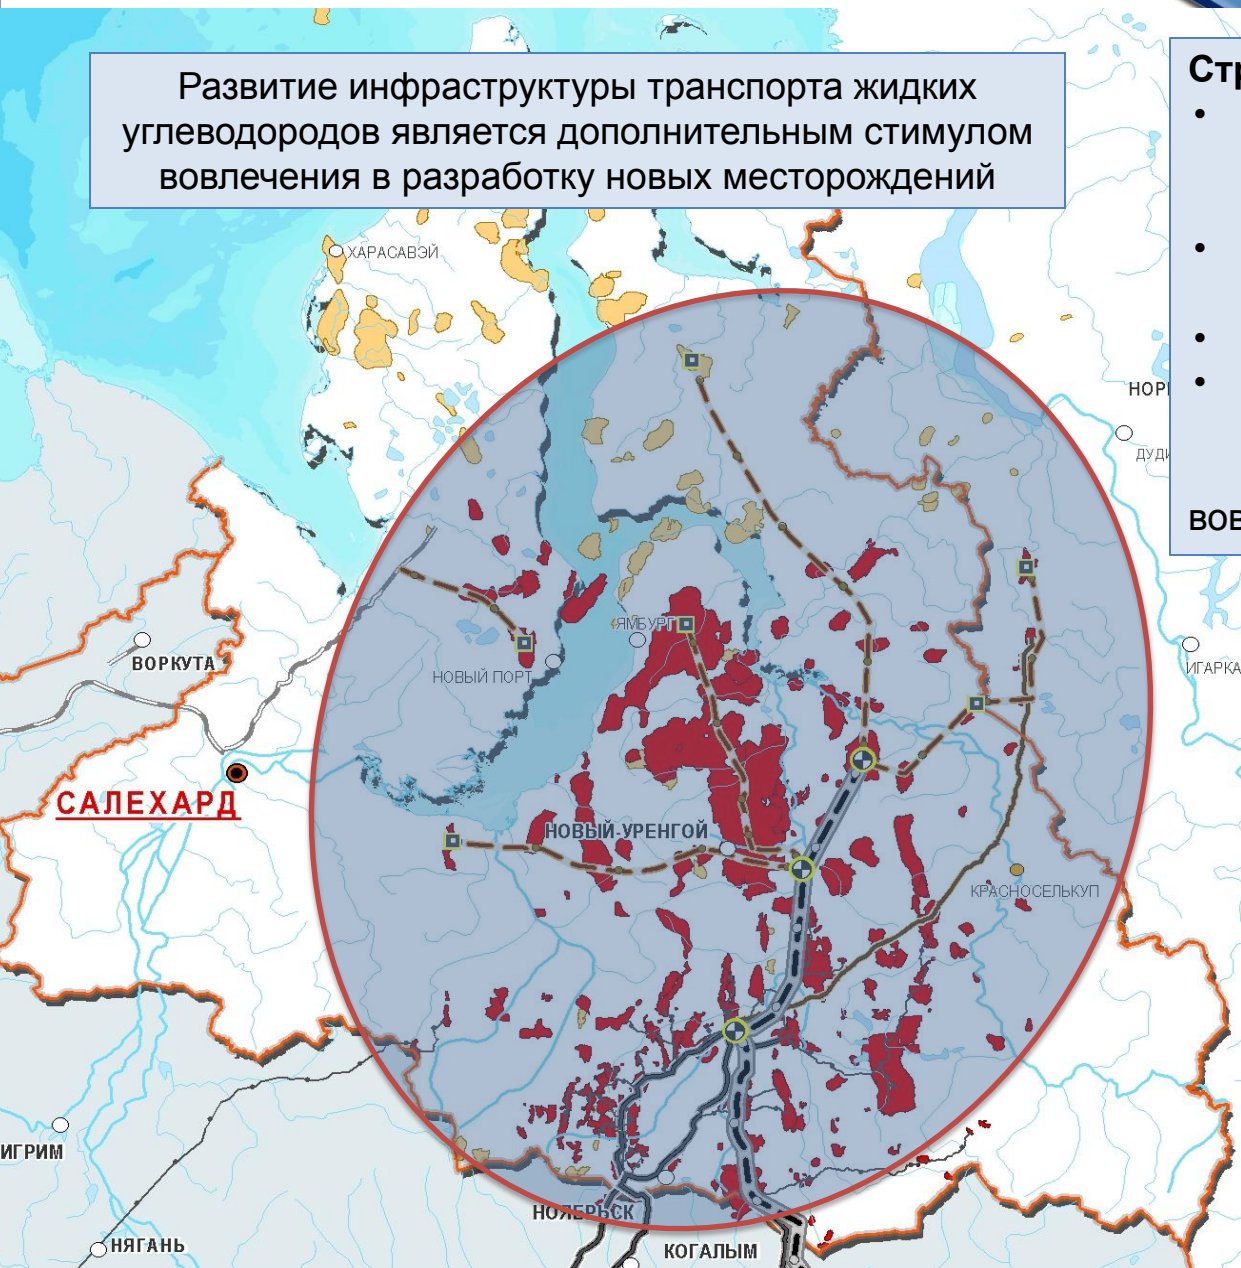 Развитие инфраструктуры транспорта жидких
углеводородов является дополнительным стимулом
вовлечения в разработку новых месторождений
Стр
•
•
•
•
вов
ХАРАСАВЭЙ
НОРИ
ДУДИ
ВОРКУТА
НОВЫЙ ПОРТ
ЯМБУРГ
ИГАРКА
САЛЕХАРД
НОВЫЙ-УРЕНГОЙ
КРАСНОСЕЛЬКУП
ИГРИМ
НОЯБРЬСК
НЯГАНЬ
КОГАЛЫМ